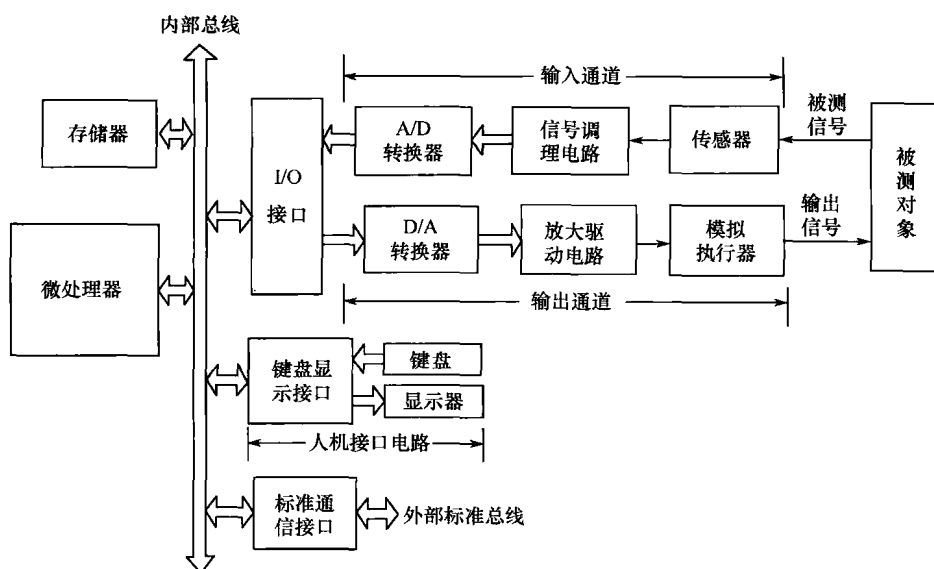 内部总线
输入通道
存储器
I/O
接口
A/D
转换器
信号调
理电路
传感器
被测
信号
被
测
对
象
微处理器
D/A
转换器
放大驱
动电路
模拟
执行器
输出
信号
输出通道
键盘显
示接口
键盘
显示器
人机接口电路
标准通
信接口
外部标准总线